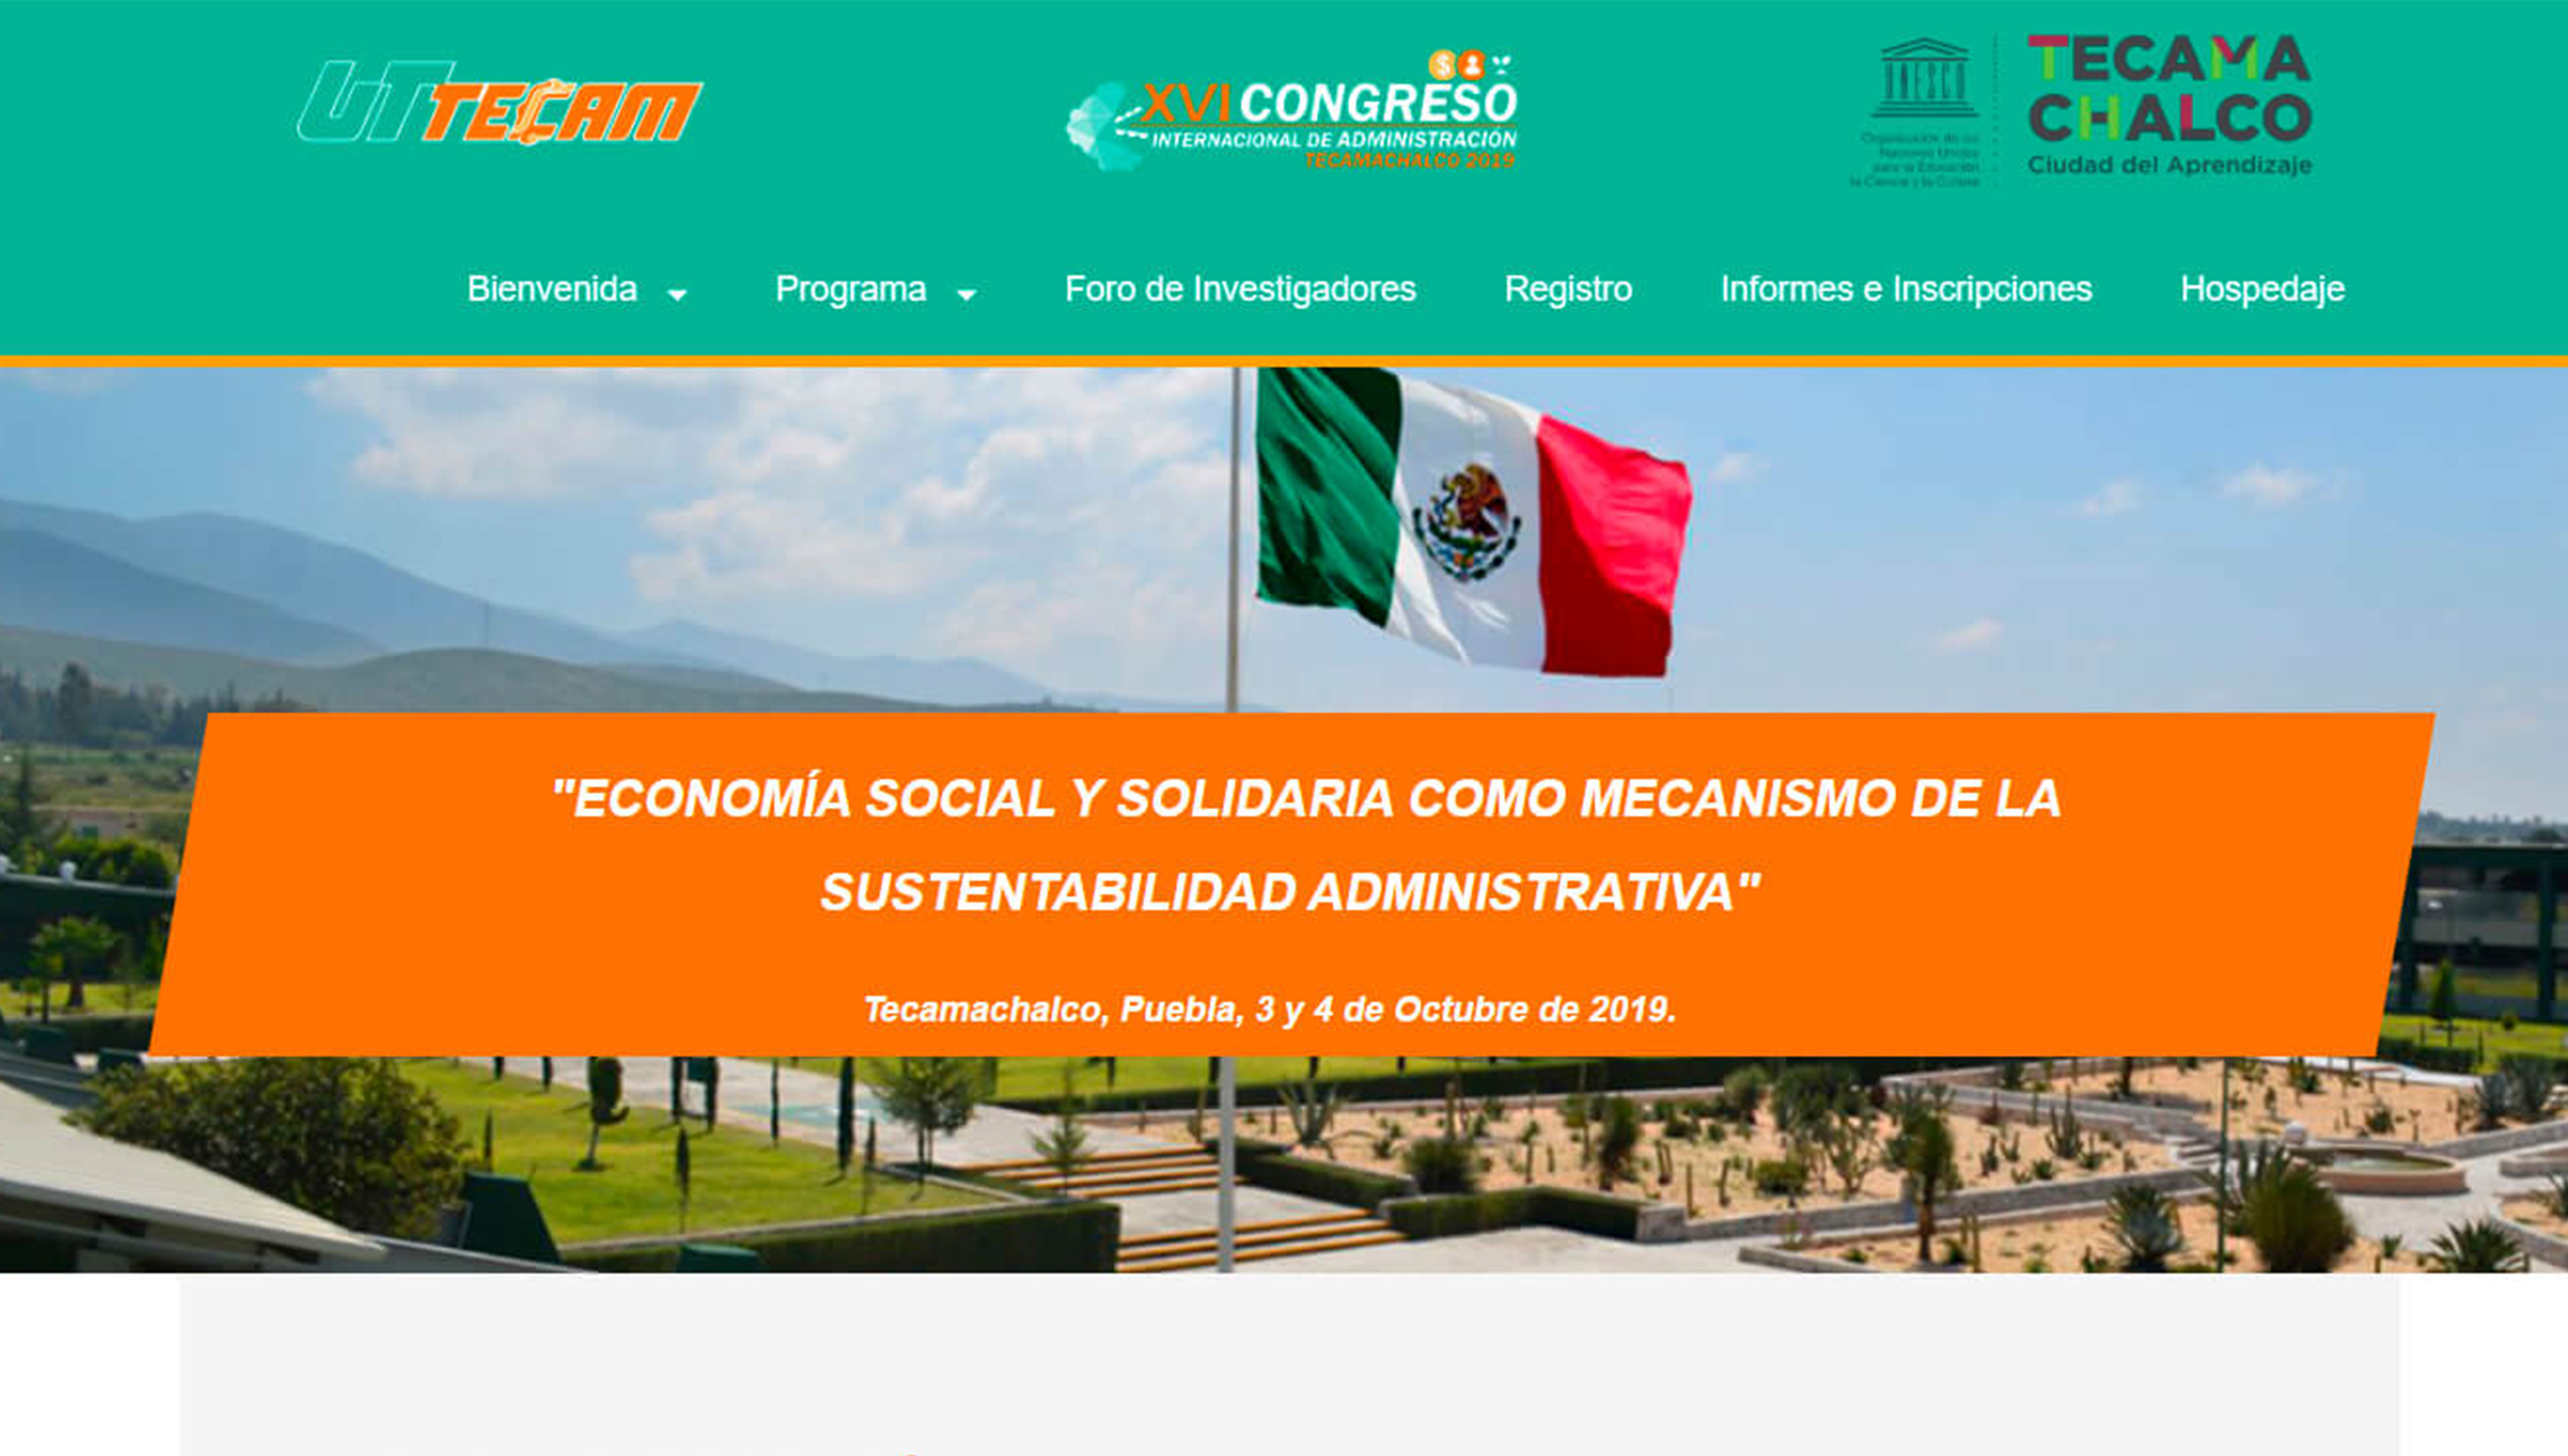 UTTECAM
XVI CONGRESO
INTERNACIONAL DE ADMINISTRACIÓN
TECAMACHALCO 2019
UNESCO
Organización de las
Naciones Unidas
para la Educación,
la Ciencia y la Cultura
TECAMA
CHALCO
Ciudad del Aprendizaje
Bienvenida
Programa
Foro de Investigadores
Registro
Informes e Inscripciones
Hospedaje
"ECONOMÍA SOCIAL Y SOLIDARIA COMO MECANISMO DE LA
SUSTENTABILIDAD ADMINISTRATIVA"
Tecamachalco, Puebla, 3 y 4 de Octubre de 2019.